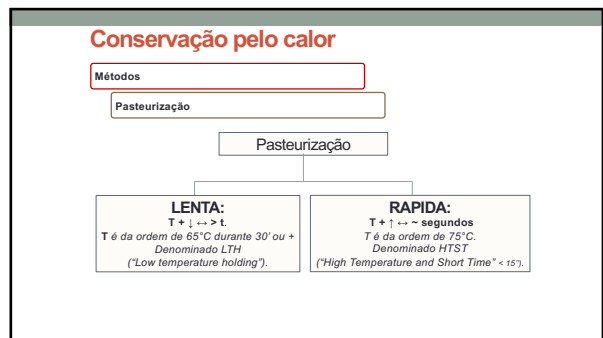 Conservação pelo calor
Métodos
Pasteurização
Pasteurização
LENTA:
T + ↓ ↔ > t.
T é da ordem de 65°C durante 30' ou +
Denominado LTH
("Low temperature holding").
RAPIDA:
T + ↑ ↔ ~ segundos
T é da ordem de 75°C.
Denominado HTST
("High Temperature and Short Time" < 15").